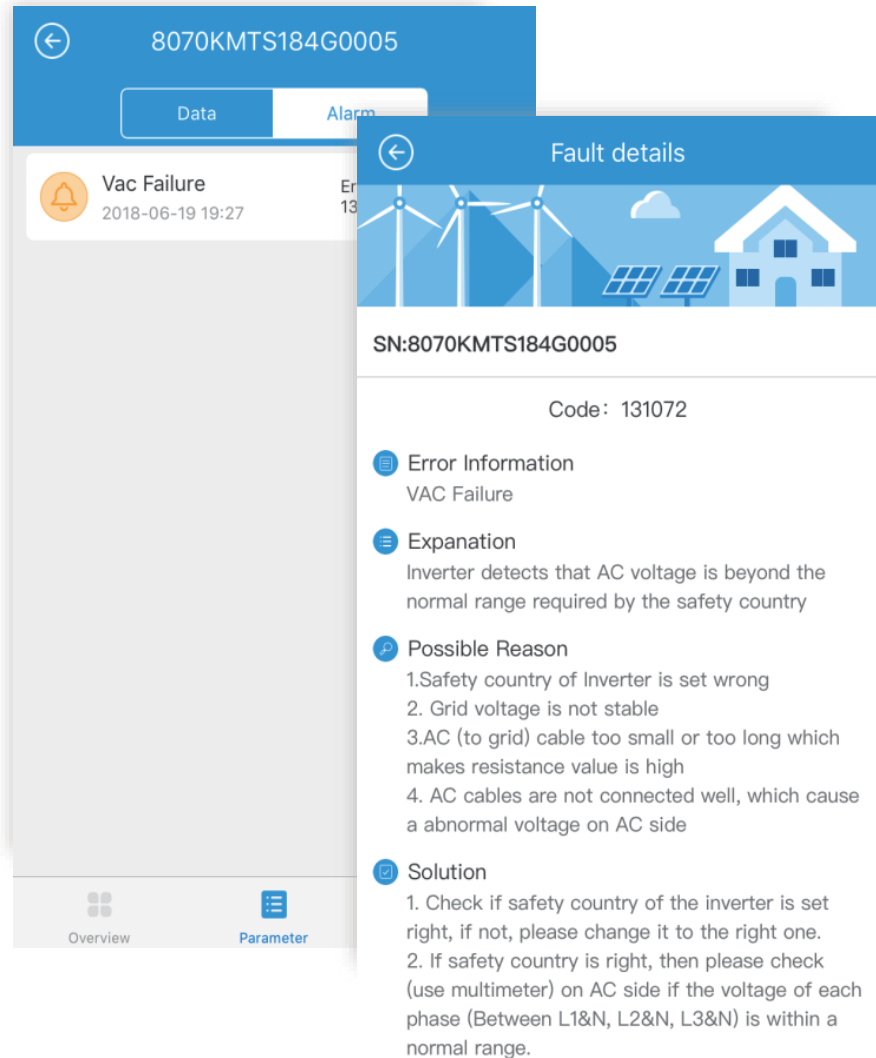 8070KMTS184G0005
Data
Alarm
Vac Failure
2018-06-19 19:27
Er
13
Overview
Parameter
Fault details
SN:8070KMTS184G0005
Code: 131072
Error Information
VAC Failure
Expanation
Inverter detects that AC voltage is beyond the
normal range required by the safety country
Possible Reason
1.Safety country of Inverter is set wrong
2. Grid voltage is not stable
3.AC (to grid) cable too small or too long which
makes resistance value is high
4. AC cables are not connected well, which cause
a abnormal voltage on AC side
Solution
1. Check if safety country of the inverter is set
right, if not, please change it to the right one.
2. If safety country is right, then please check
(use multimeter) on AC side if the voltage of each
phase (Between L1&N, L2&N, L3&N) is within a
normal range.